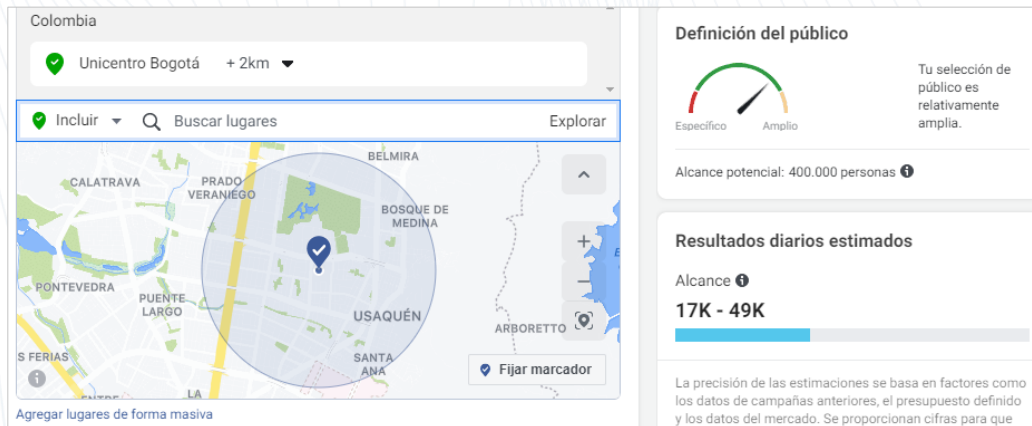 Colombia
Unicentro Bogotá + 2km
Incluir Buscar lugares Explorar
BELMIRA
CALATRAVA
PRADO
VERANIEGO
BOSQUE DE
MEDINA
PONTEVEDRA
PUENTE
LARGO
USAQUÉN
ARBORETTO
S FERIAS
SANTA
ANA
Fijar marcador
LA
Agregar lugares de forma masiva
Definición del público
Específico Amplio
Tu selección de
público es
relativamente
amplia.
Alcance potencial: 400.000 personas
Resultados diarios estimados
Alcance
17K - 49K
La precisión de las estimaciones se basa en factores como
los datos de campañas anteriores, el presupuesto definido
y los datos del mercado. Se proporcionan cifras para que